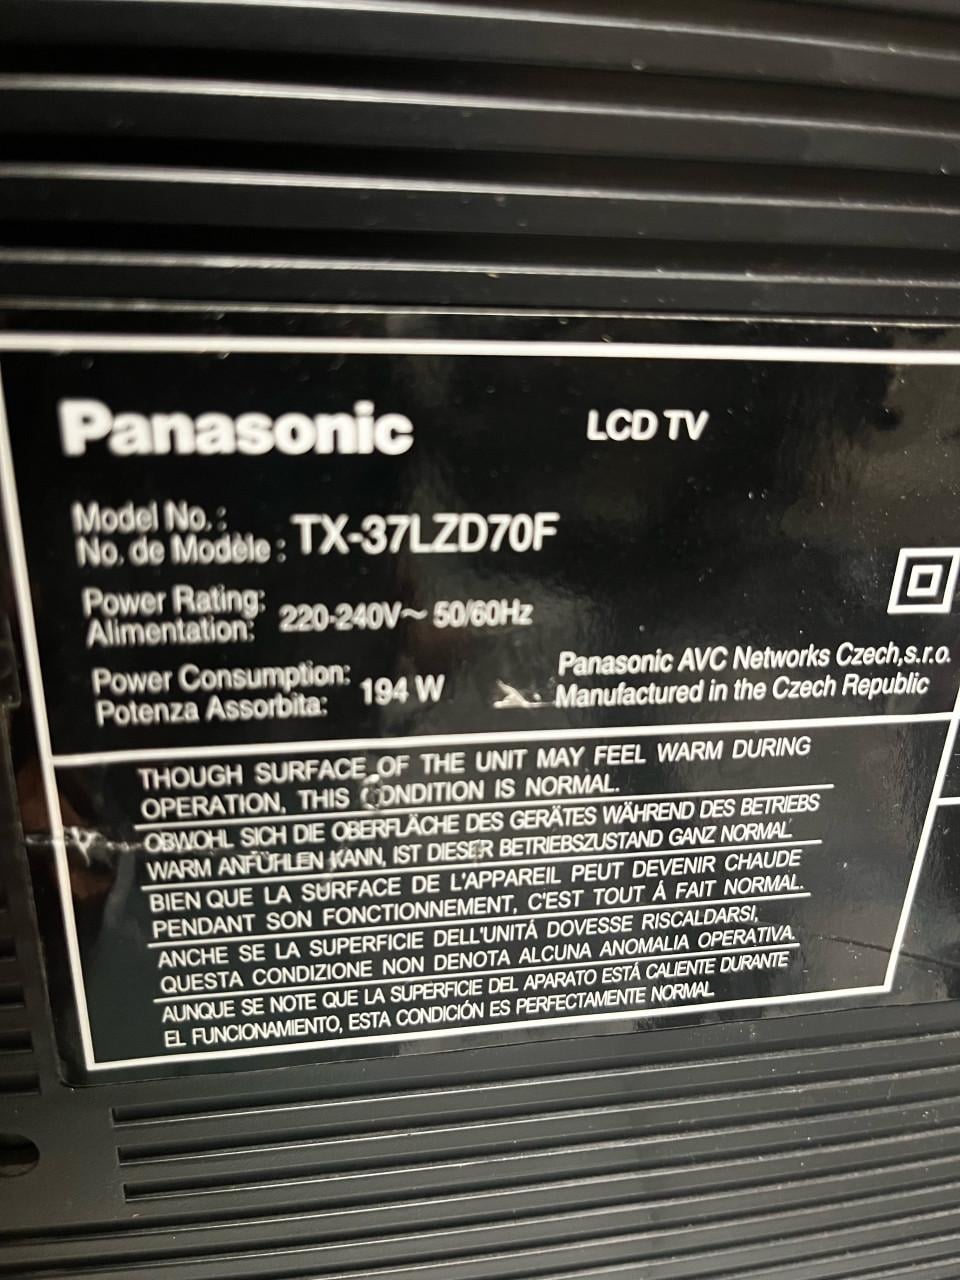 Panasonic
LCD TV
Model No. :
No. de Modèle : TX-37LZD70F
Power Rating:
Alimentation: 220-240V~ 50/60Hz
Power Consumption:
Potenza Assorbita: 194 W
Panasonic AVC Networks Czech,s.r.o.
Manufactured in the Czech Republic
THOUGH SURFACE OF THE UNIT MAY FEEL WARM DURING
OPERATION, THIS CONDITION IS NORMAL.
OBWOHL SICH DIE OBERFLÄCHE DES GERÄTES WÄHREND DES BETRIEBS
WARM ANFÜHLEN KANN, IST DIESER BETRIEBSZUSTAND GANZ NORMAL
BIEN QUE LA SURFACE DE L'APPAREIL PEUT DEVENIR CHAUDE
PENDANT SON FONCTIONNEMENT, C'EST TOUT Á FAIT NORMAL.
ANCHE SE LA SUPERFICIE DELL'UNITÁ DOVESSE RISCALDARSI,
QUESTA CONDIZIONE NON DENOTA ALCUNA ANOMALIA OPERATIVA.
AUNQUE SE NOTE QUE LA SUPERFICIE DEL APARATO ESTÁ CALIENTE DURANTE
EL FUNCIONAMIENTO, ESTA CONDICIÓN ES PERFECTAMENTE NORMAL.